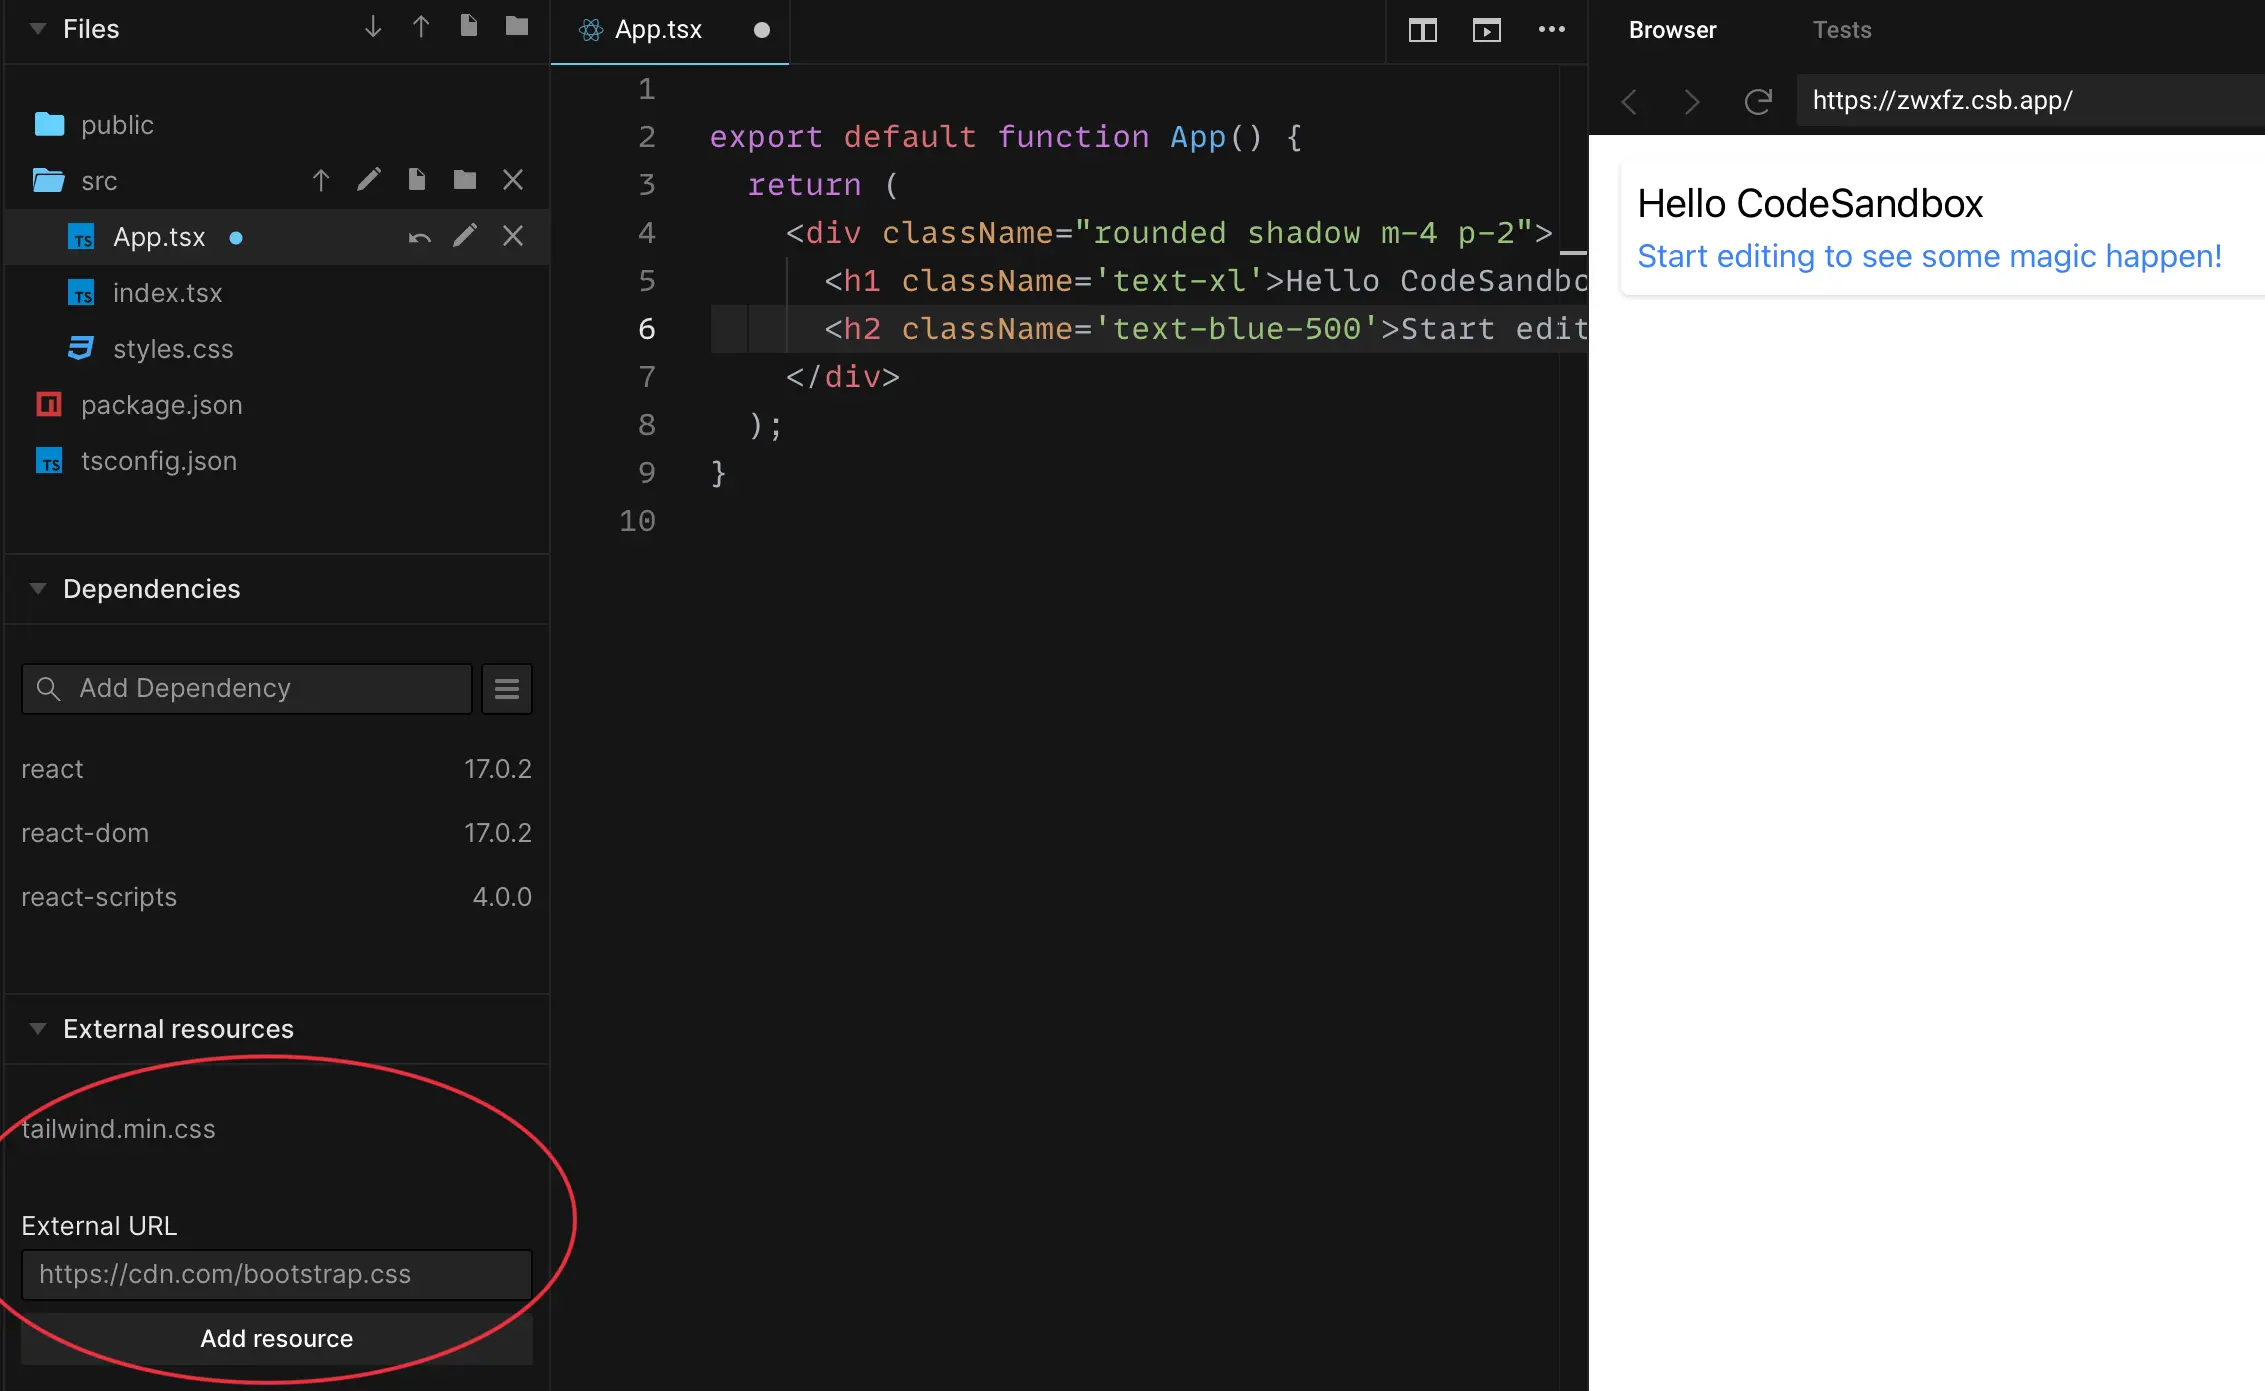 Files
public
src
App.tsx
index.tsx
styles.css
package.json
tsconfig.json
Dependencies
Add Dependency
react 17.0.2
react-dom 17.0.2
react-scripts 4.0.0
External resources
tailwind.min.css
External URL
https://cdn.com/bootstrap.css
Add resource
App.tsx
1
2 export default function App() {
3 return (
4 <div className="rounded shadow m-4 p-2">
5 <h1 className='text-xl'>Hello CodeSandbo
6 <h2 className='text-blue-500'>Start edit
7 </div>
8 );
9 }
10
Browser Tests
https://zwxfz.csb.app/
Hello CodeSandbox
Start editing to see some magic happen!